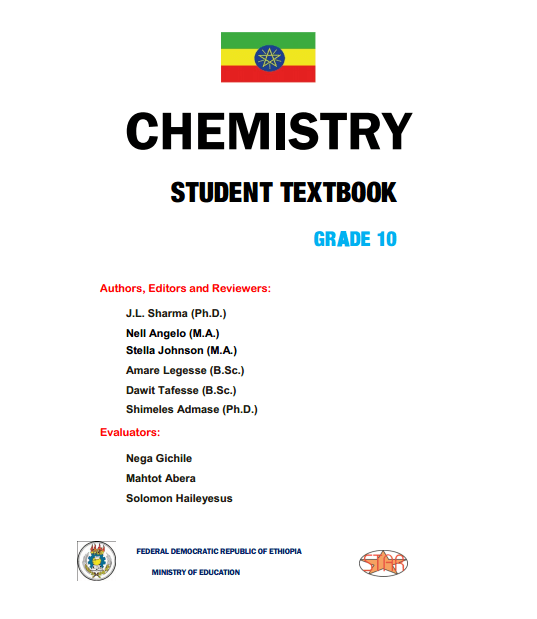 CHEMISTRY
STUDENT TEXTBOOK
GRADE 10
Authors, Editors and Reviewers:
J.L. Sharma (Ph.D.)
Nell Angelo (M.A.)
Stella Johnson (M.A.)
Amare Legesse (B.Sc.)
Dawit Tafesse (B.Sc.)
Shimeles Admase (Ph.D.)
Evaluators:
Nega Gichile
Mahtot Abera
Solomon Haileyesus
FEDERAL DEMOCRATIC REPUBLIC OF ETHIOPIA
MINISTRY OF EDUCATION